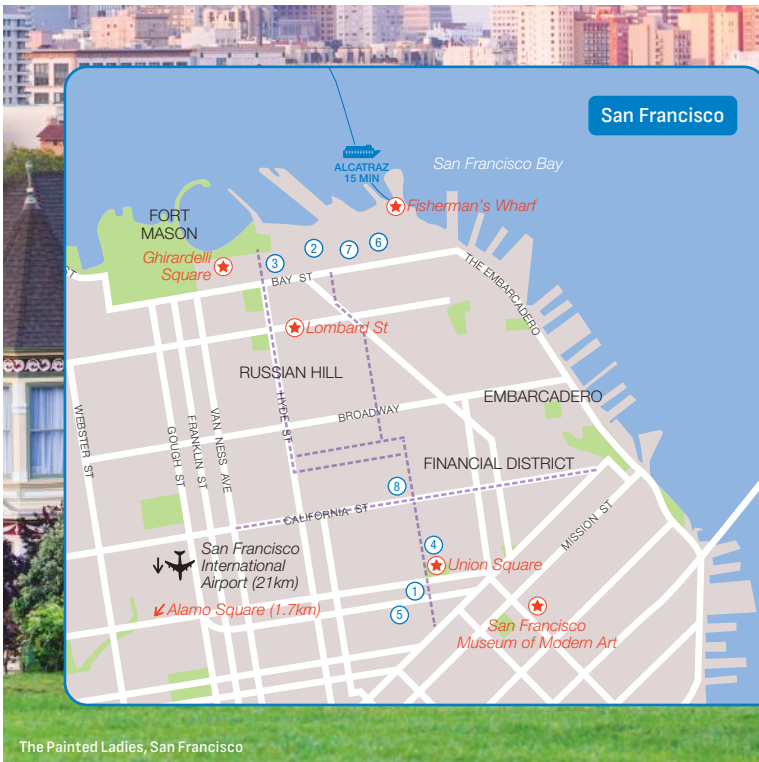 San Francisco
San Francisco Bay
ALCATRAZ
15 MIN
Fisherman's Wharf
FORT
MASON
Ghirardelli
Square
3
2
7
6
ST
BAY ST
THE EMBARCADERO
Lombard St
RUSSIAN HILL
HYDE ST
BROADWAY
EMBARCADERO
WEBSTER ST
GOUGH ST
FRANKLIN ST
VAN NESS AVE
FINANCIAL DISTRICT
8
CALIFORNIA ST
MISSION ST
San Francisco
International
Airport (21km)
4
Union Square
1
5
Alamo Square (1.7km)
San Francisco
Museum of Modern Art
The Painted Ladies, San Francisco